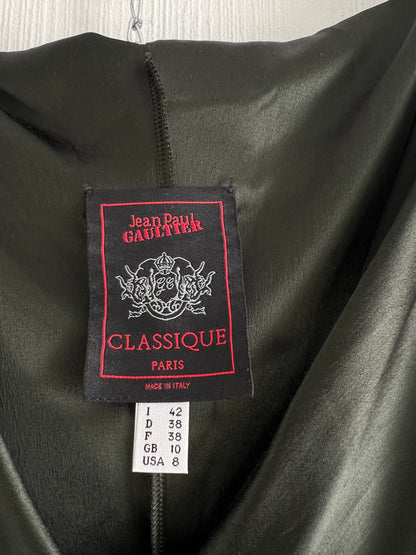 Jean Paul
GAULTIER
CLASSIQUE
PARIS
MADE IN ITALY
I 42
D 38
F 38
GB 10
USA 8